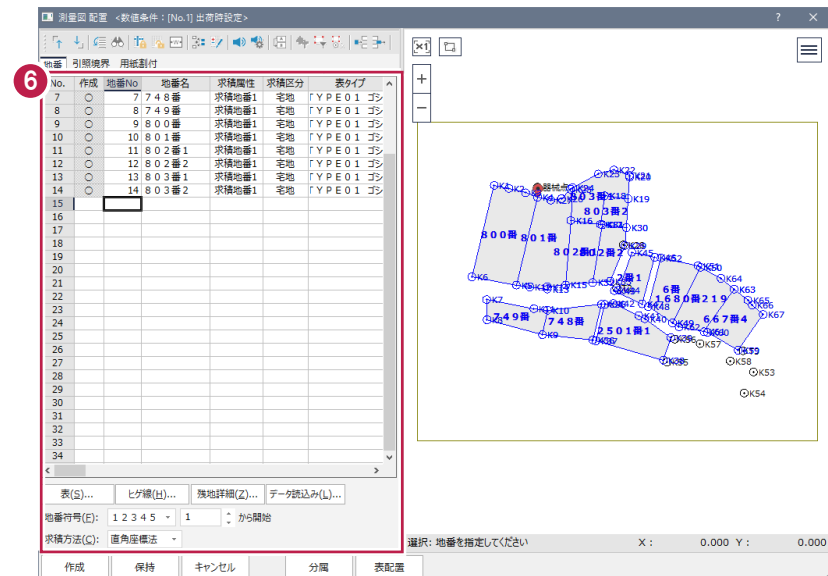 測量図 配置 <数値条件：[No.1] 出荷時設定>
地番 引照境界 用紙割付
6
No. 作成 地番No 地番名 求積属性 求積区分 表タイプ
7 ○ 7 ７４８番 求積地番1 宅地 ＴＹＰＥ０１ ゴシ
8 ○ 8 ７４９番 求積地番1 宅地 ＴＹＰＥ０１ ゴシ
9 ○ 9 ８００番 求積地番1 宅地 ＴＹＰＥ０１ ゴシ
10 ○ 10 ８０１番 求積地番1 宅地 ＴＹＰＥ０１ ゴシ
11 ○ 11 ８０２番1 求積地番1 宅地 ＴＹＰＥ０１ ゴシ
12 ○ 12 ８０２番2 求積地番1 宅地 ＴＹＰＥ０１ ゴシ
13 ○ 13 ８０３番1 求積地番1 宅地 ＴＹＰＥ０１ ゴシ
14 ○ 14 ８０３番2 求積地番1 宅地 ＴＹＰＥ０１ ゴシ
15
16
17
18
19
20
21
22
23
24
25
26
27
28
29
30
31
32
33
34
表(S)... ヒゲ線(H)... 残地詳細(Z)... データ読込み(L)...
地番符号(F): １２３４５ 1 から開始
求積方法(C): 直角座標法
作成 保持 キャンセル 分属 表配置
[×1]
K22
K23
K1
K2
器械点
K18
K19
８０３番2
K16
K30
８００番
８０１番
K45
K6
K15
K13
K64
６番
K63
１６８０番２１９
K65
K66
K67
K7
K42
K48
K10
K40
７４９番
７４８番
６６７番4
２５０１番1
K9
K57
K58
K53
K54
選択: 地番を指定してください X： 0.000 Y： 0.000